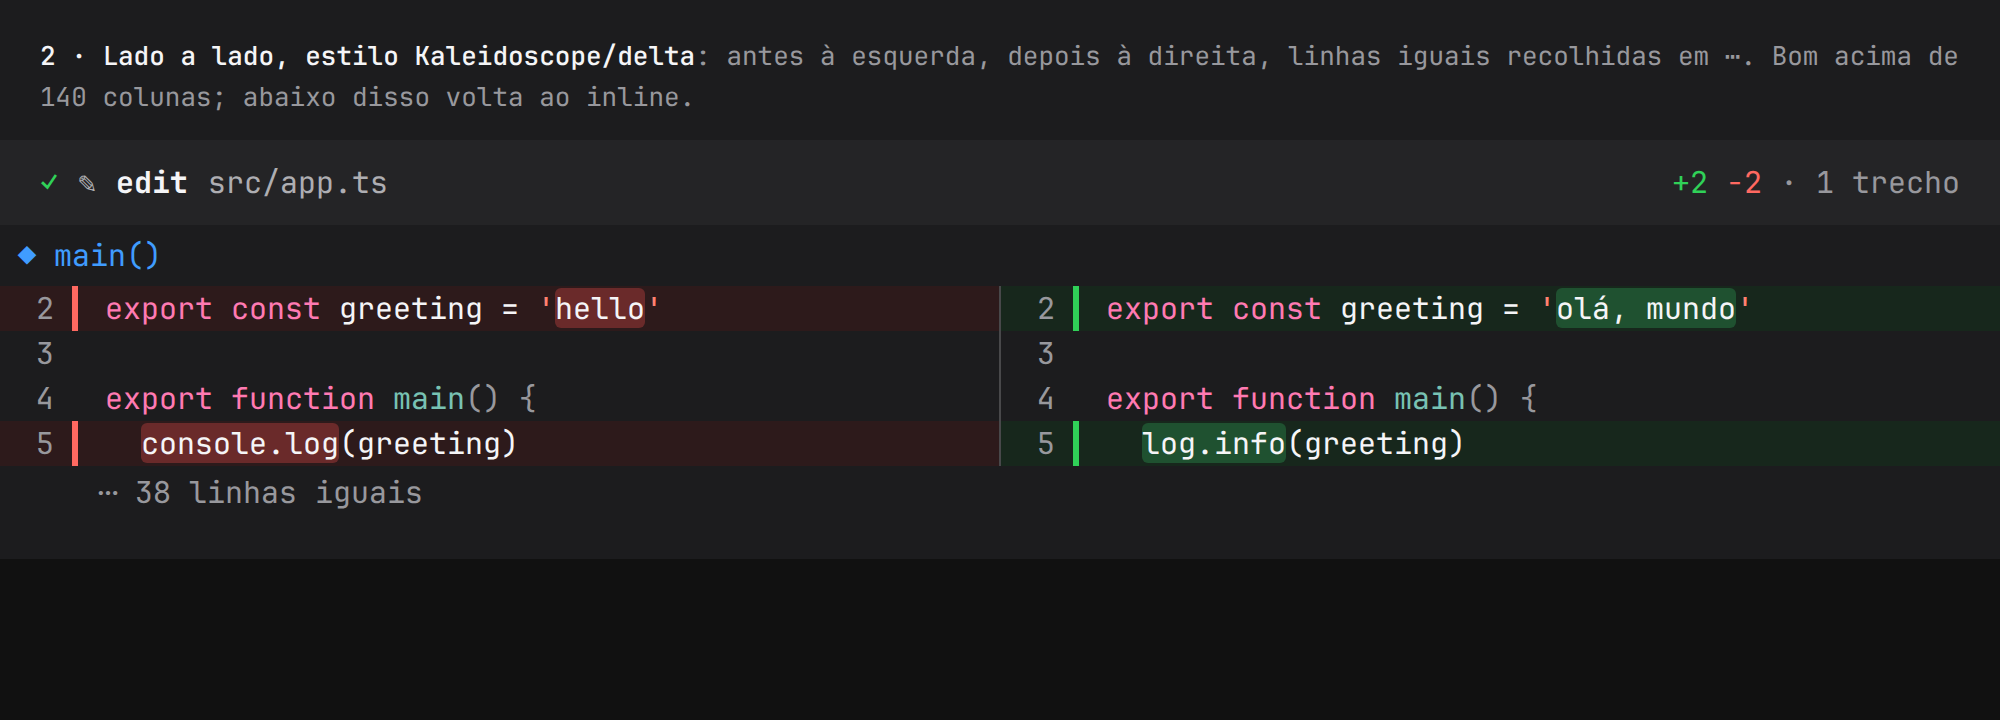 2 · Lado a lado, estilo Kaleidoscope/delta: antes à esquerda, depois à direita, linhas iguais recolhidas em ⋯. Bom acima de
140 colunas; abaixo disso volta ao inline.
✓ ✎ edit src/app.ts +2 -2 · 1 trecho
◆ main()
2 export const greeting = 'hello' 2 export const greeting = 'olá, mundo'
3 3
4 export function main() { 4 export function main() {
5 console.log(greeting) 5 log.info(greeting)
⋯ 38 linhas iguais